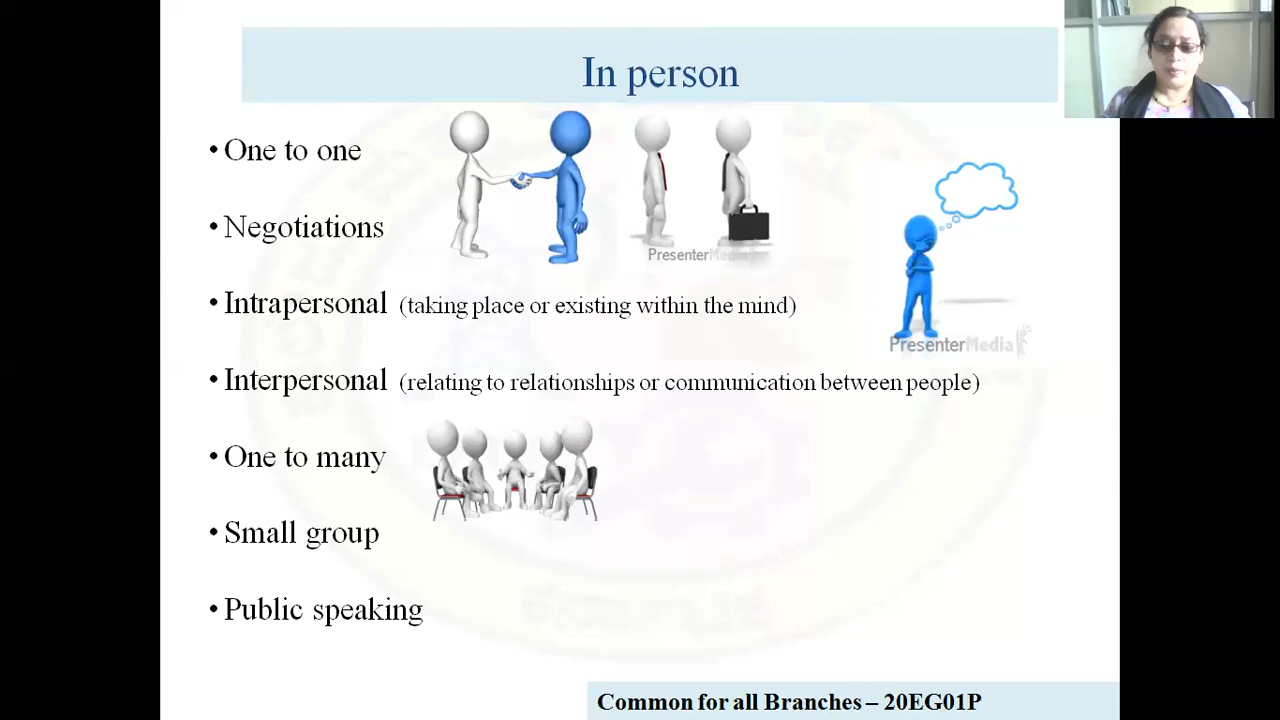 In person
• One to one
• Negotiations
PresenterMedia
• Intrapersonal (taking place or existing within the mind)
PresenterMedia
• Interpersonal (relating to relationships or communication between people)
• One to many
• Small group
• Public speaking
Common for all Branches – 20EG01P